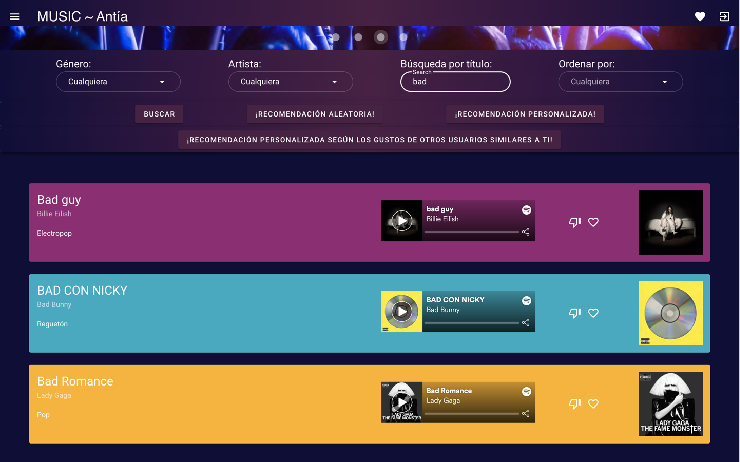 MUSIC ~ Antía
Género:
Cualquiera
Artista:
Cualquiera
Búsqueda por título:
Search
bad
Ordenar por:
Cualquiera
BUSCAR
¡RECOMENDACIÓN ALEATORIA!
¡RECOMENDACIÓN PERSONALIZADA!
¡RECOMENDACIÓN PERSONALIZADA SEGÚN LOS GUSTOS DE OTROS USUARIOS SIMILARES A TI!
Bad guy
Billie Eilish
Electropop
bad guy
Billie Eilish
BAD CON NICKY
Bad Bunny
Reguetón
BAD CON NICKY
Bad Bunny
Bad Romance
Lady Gaga
Pop
Bad Romance
Lady Gaga
LADY GAGA
THE FAME MONSTER